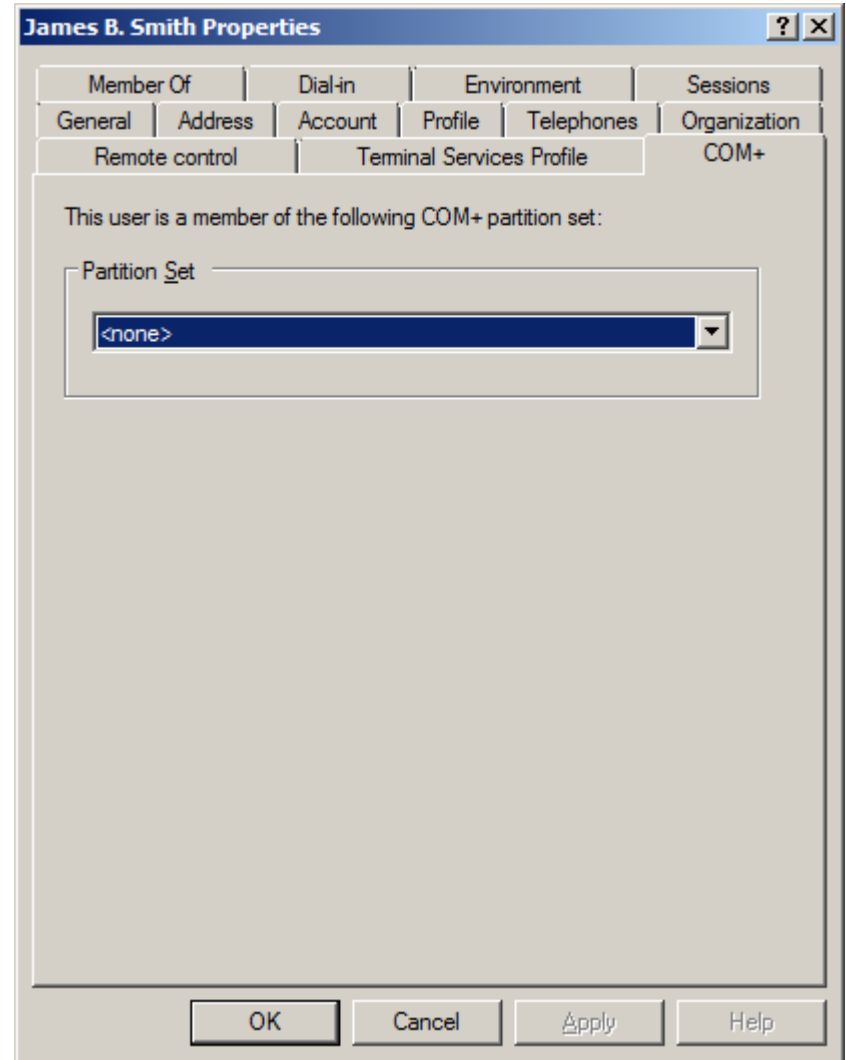 James B. Smith Properties
Member Of Dial-in Environment Sessions
General Address Account Profile Telephones Organization
Remote control Terminal Services Profile COM+
This user is a member of the following COM+ partition set:
Partition Set
<none>
OK Cancel Apply Help